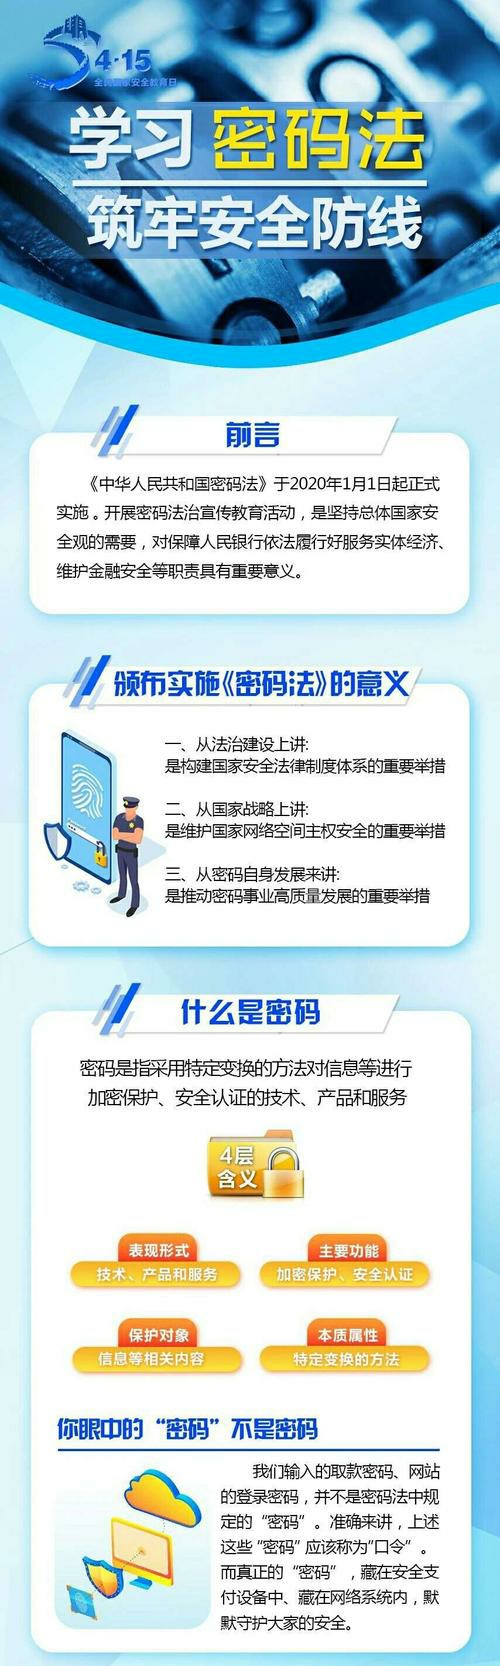 4·15
全民国家安全教育日
学习 密码法
筑牢安全防线
前言
《中华人民共和国密码法》于2020年1月1日起正式
实施。开展密码法治宣传教育活动，是坚持总体国家安
全观的需要，对保障人民银行依法履行好服务实体经济、
维护金融安全等职责具有重要意义。
颁布实施《密码法》的意义
一、从法治建设上讲:
是构建国家安全法律制度体系的重要举措
二、从国家战略上讲:
是维护国家网络空间主权安全的重要举措
三、从密码自身发展来讲:
是推动密码事业高质量发展的重要举措
什么是密码
密码是指采用特定变换的方法对信息等进行
加密保护、安全认证的技术、产品和服务
4层
含义
表现形式
技术、产品和服务
主要功能
加密保护、安全认证
保护对象
信息等相关内容
本质属性
特定变换的方法
你眼中的“密码”不是密码
我们输入的取款密码、网站
的登录密码，并不是密码法中规
定的“密码”。准确来讲，上述
这些“密码”应该称为“口令”。
而真正的“密码”，藏在安全支
付设备中、藏在网络系统内，默
默守护大家的安全。